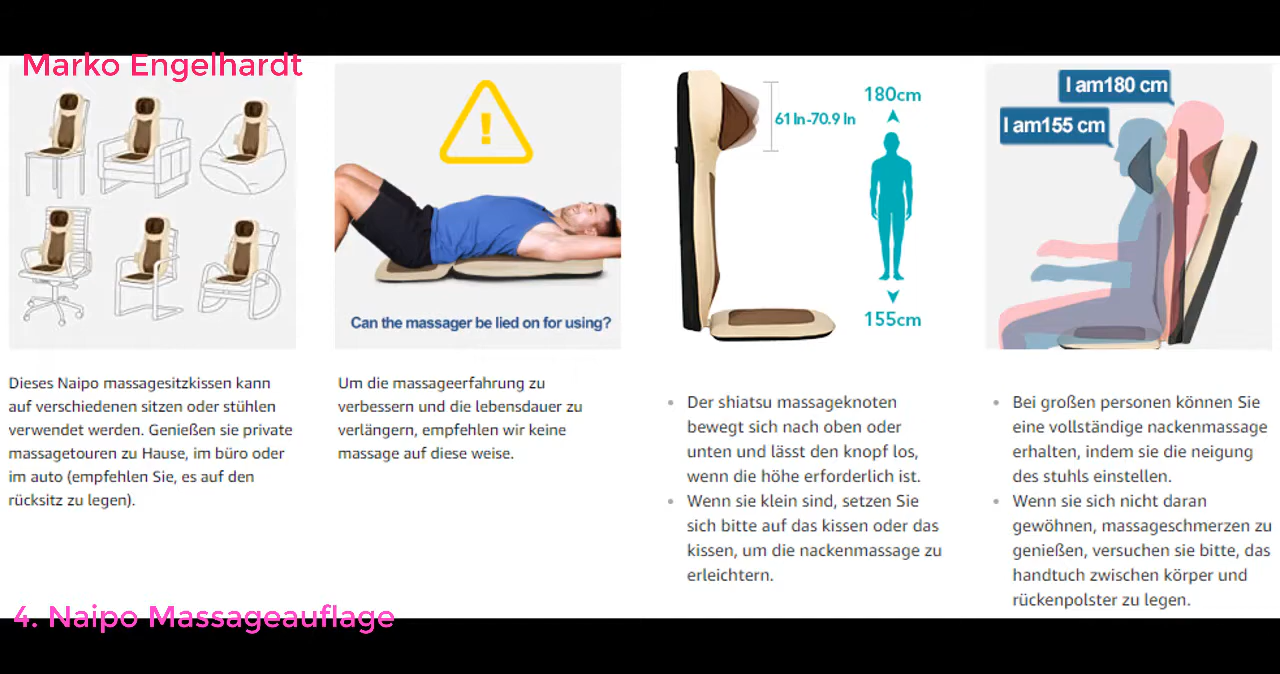 Marko Engelhardt
Can the massager be lied on for using?
180cm
61 In-70.9 In
155cm
I am180 cm
I am155 cm
Dieses Naipo massagesitzkissen kann
auf verschiedenen sitzen oder stühlen
verwendet werden. Genießen sie private
massagetouren zu Hause, im büro oder
im auto (empfehlen Sie, es auf den
rücksitz zu legen).
Um die massageerfahrung zu
verbessern und die lebensdauer zu
verlängern, empfehlen wir keine
massage auf diese weise.
• Der shiatsu massageknoten
bewegt sich nach oben oder
unten und lässt den knopf los,
wenn die höhe erforderlich ist.
• Wenn sie klein sind, setzen Sie
sich bitte auf das kissen oder das
kissen, um die nackenmassage zu
erleichtern.
• Bei großen personen können Sie
eine vollständige nackenmassage
erhalten, indem sie die neigung
des stuhls einstellen.
• Wenn sie sich nicht daran
gewöhnen, massageschmerzen zu
genießen, versuchen sie bitte, das
handtuch zwischen körper und
rückenpolster zu legen.
4. Naipo Massageauflage